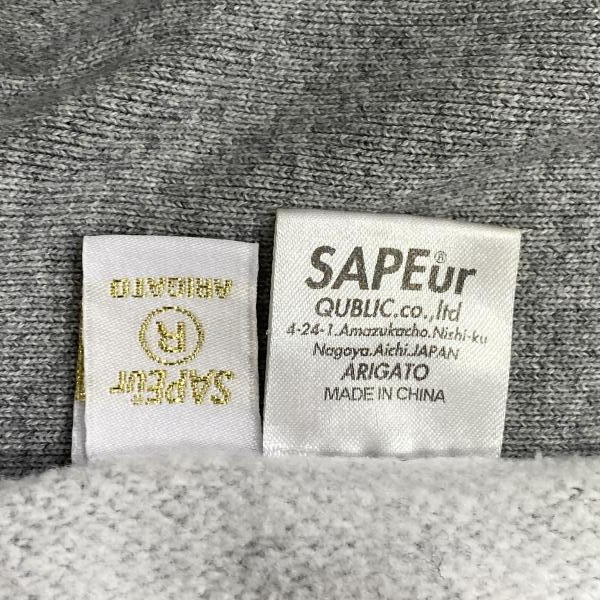 SAPEur
®
ARIGATO
SAPEur®
QUBLIC.co.,ltd
4-24-1.Amazukacho.Nishi-ku
Nagoya.Aichi.JAPAN
ARIGATO
MADE IN CHINA